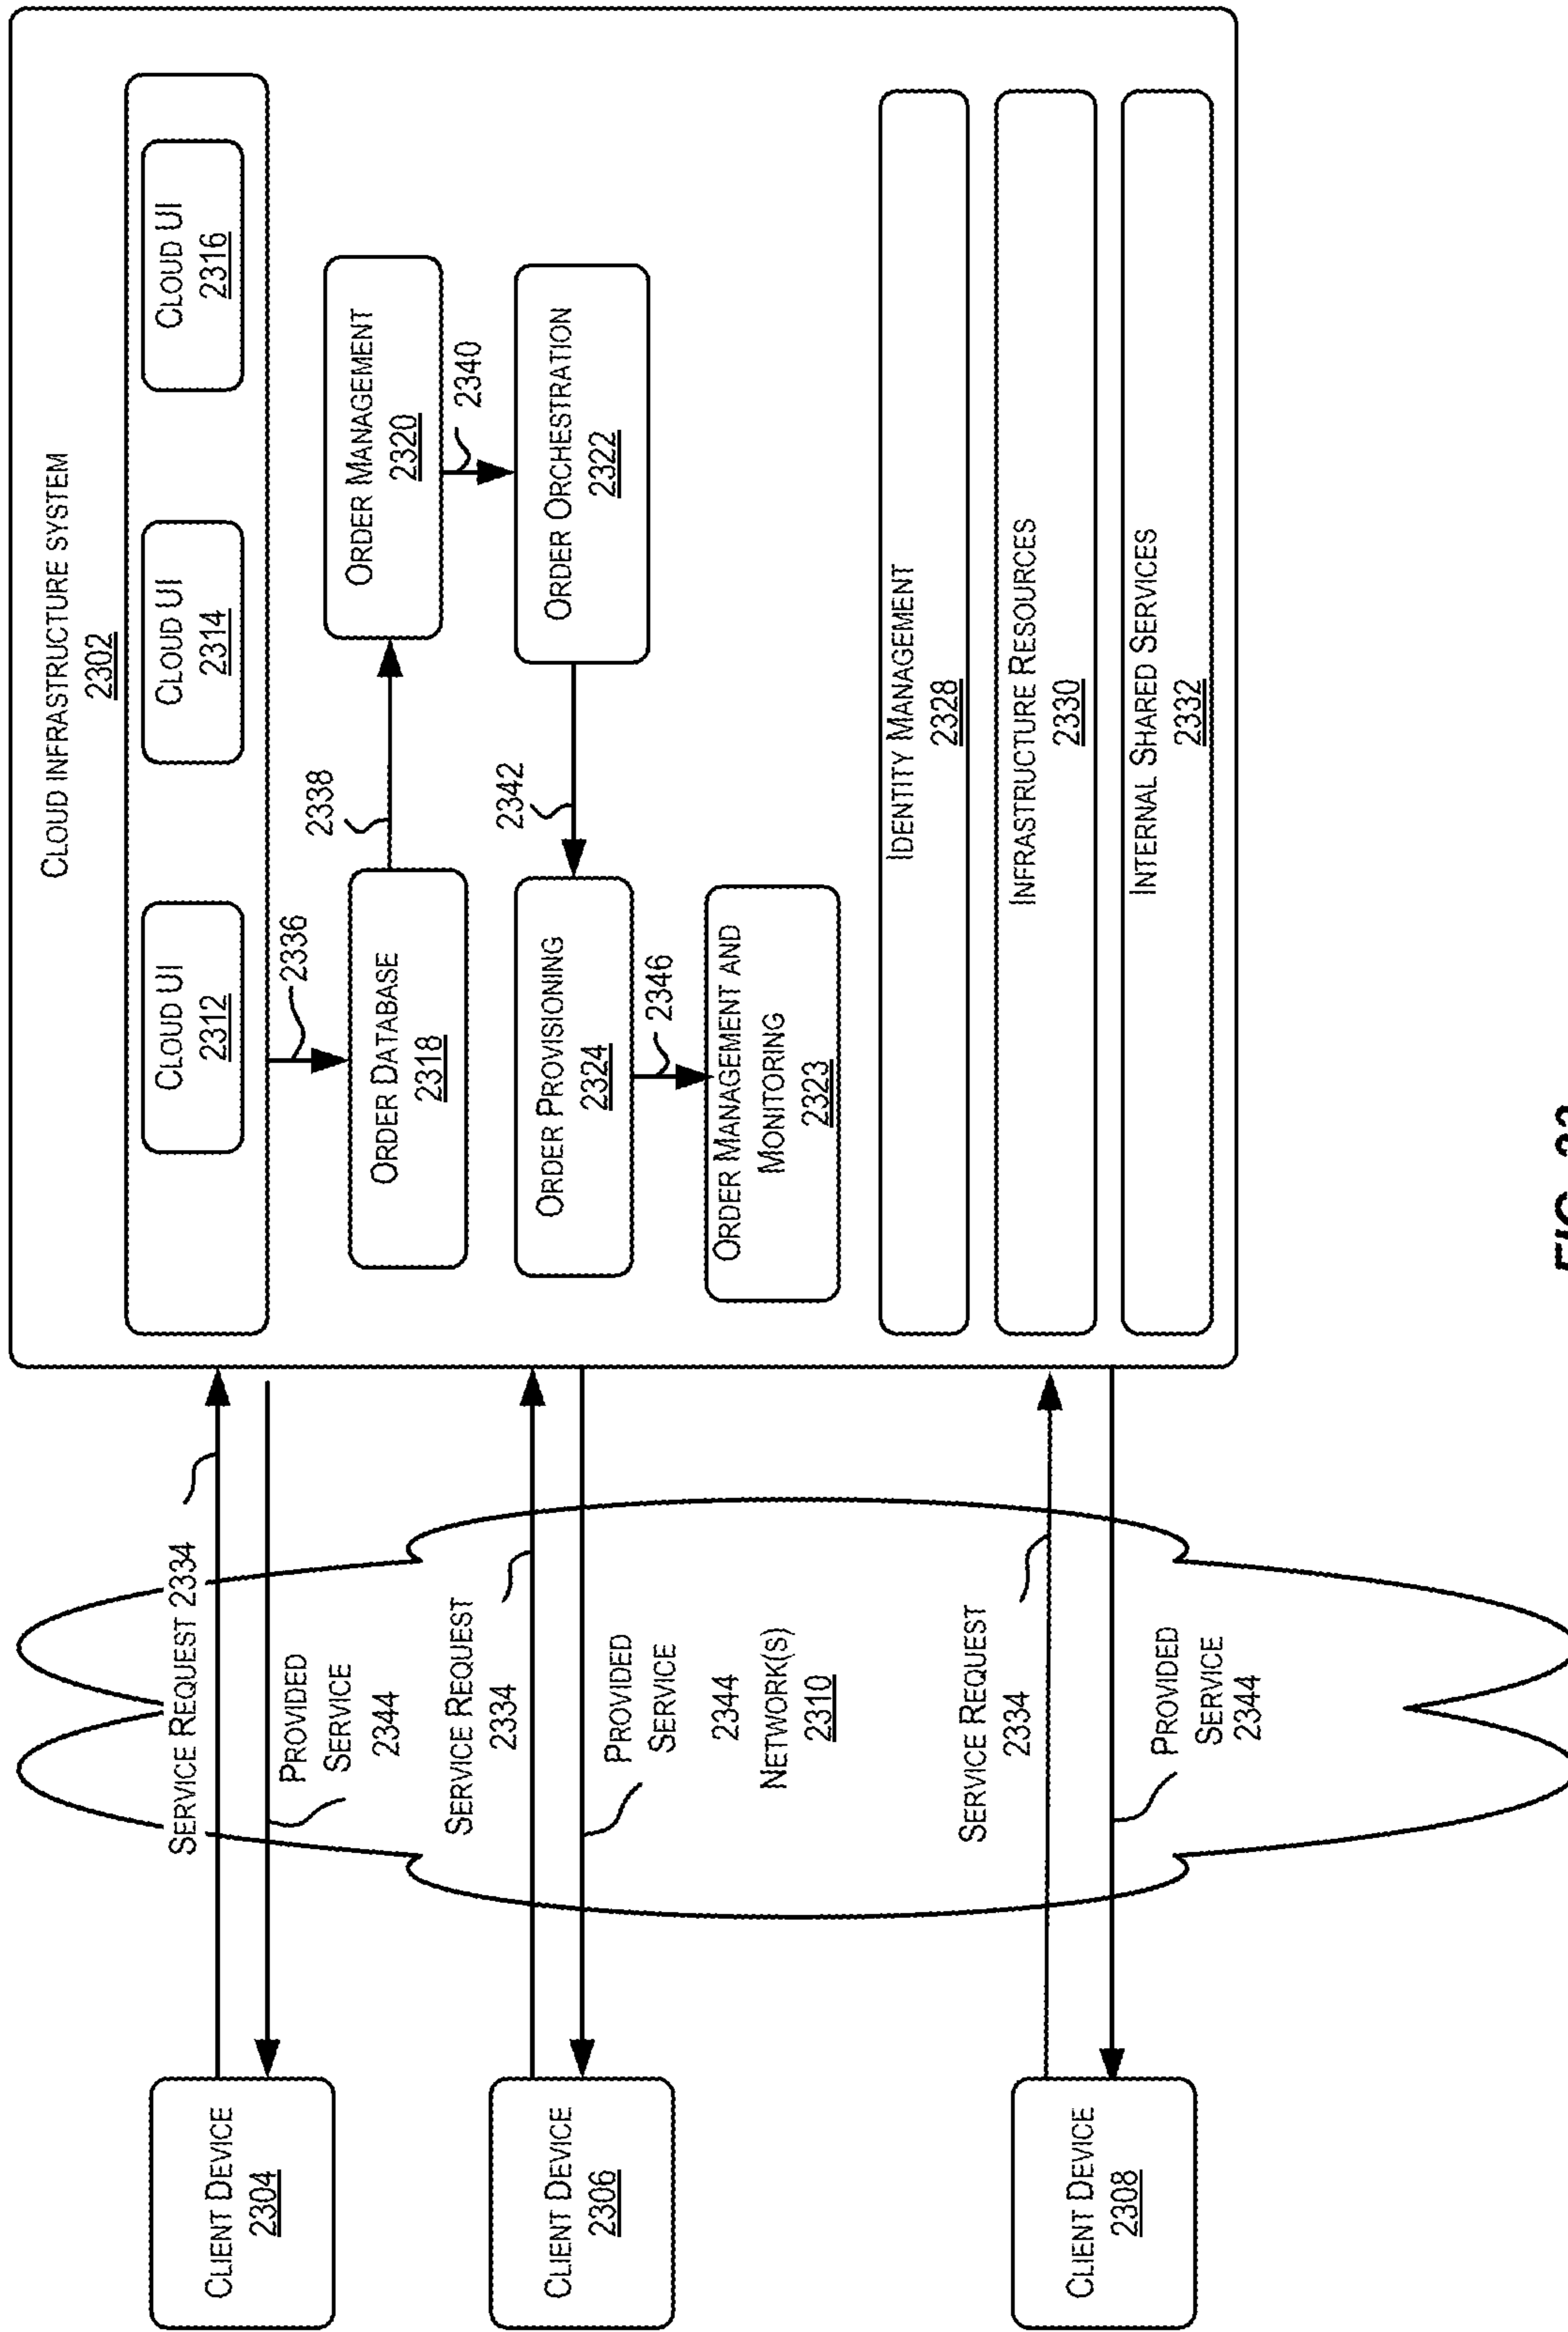 CLOUD INFRASTRUCTURE SYSTEM
2302
CLOUD UI
2312
CLOUD UI
2314
CLOUD UI
2316
2336
ORDER DATABASE
2318
2338
ORDER MANAGEMENT
2320
2340
ORDER ORCHESTRATION
2322
2342
ORDER PROVISIONING
2324
2346
ORDER MANAGEMENT AND
MONITORING
2323
IDENTITY MANAGEMENT
2328
INFRASTRUCTURE RESOURCES
2330
INTERNAL SHARED SERVICES
2332
SERVICE REQUEST 2334
PROVIDED
SERVICE
2344
SERVICE REQUEST
2334
PROVIDED
SERVICE
2344
NETWORK(S)
2310
SERVICE REQUEST
2334
PROVIDED
SERVICE
2344
CLIENT DEVICE
2304
CLIENT DEVICE
2306
CLIENT DEVICE
2308
FIG. 23